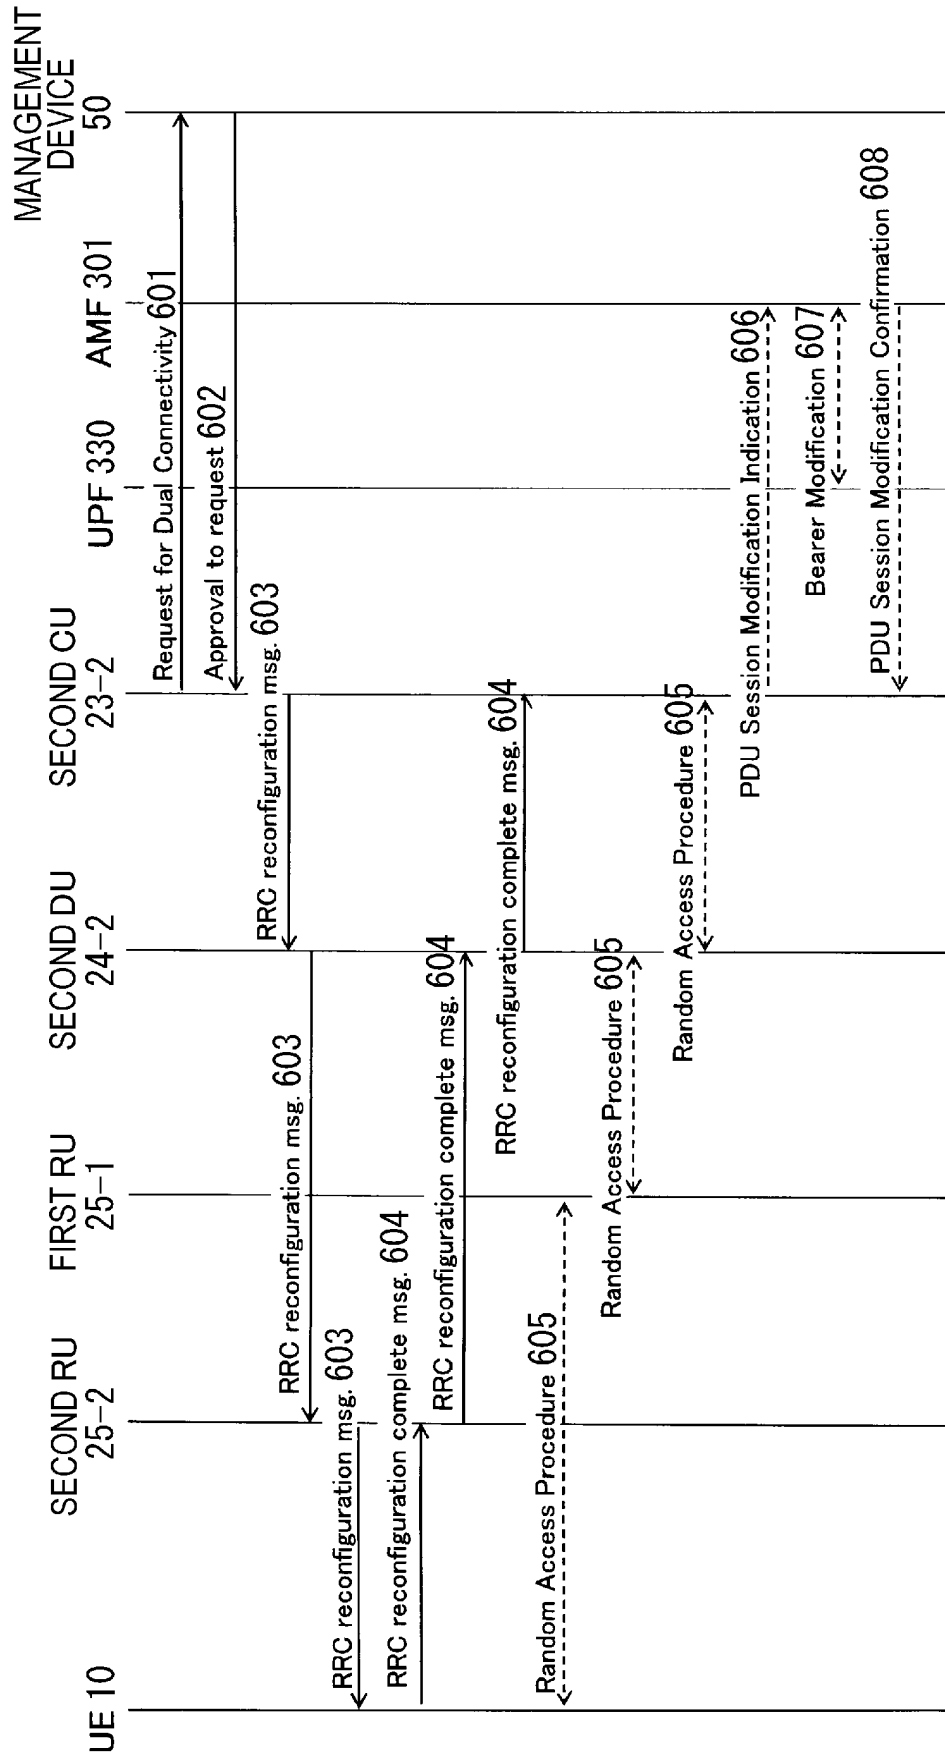 UE 10
SECOND RU
25-2
FIRST RU
25-1
SECOND DU
24-2
SECOND CU
23-2
UPF 330
AMF 301
MANAGEMENT
DEVICE
50
Request for Dual Connectivity 601
Approval to request 602
RRC reconfiguration msg. 603
RRC reconfiguration msg. 603
RRC reconfiguration msg. 603
RRC reconfiguration complete msg. 604
RRC reconfiguration complete msg. 604
RRC reconfiguration complete msg. 604
Random Access Procedure 605
Random Access Procedure 605
Random Access Procedure 605
PDU Session Modification Indication 606
Bearer Modification 607
PDU Session Modification Confirmation 608